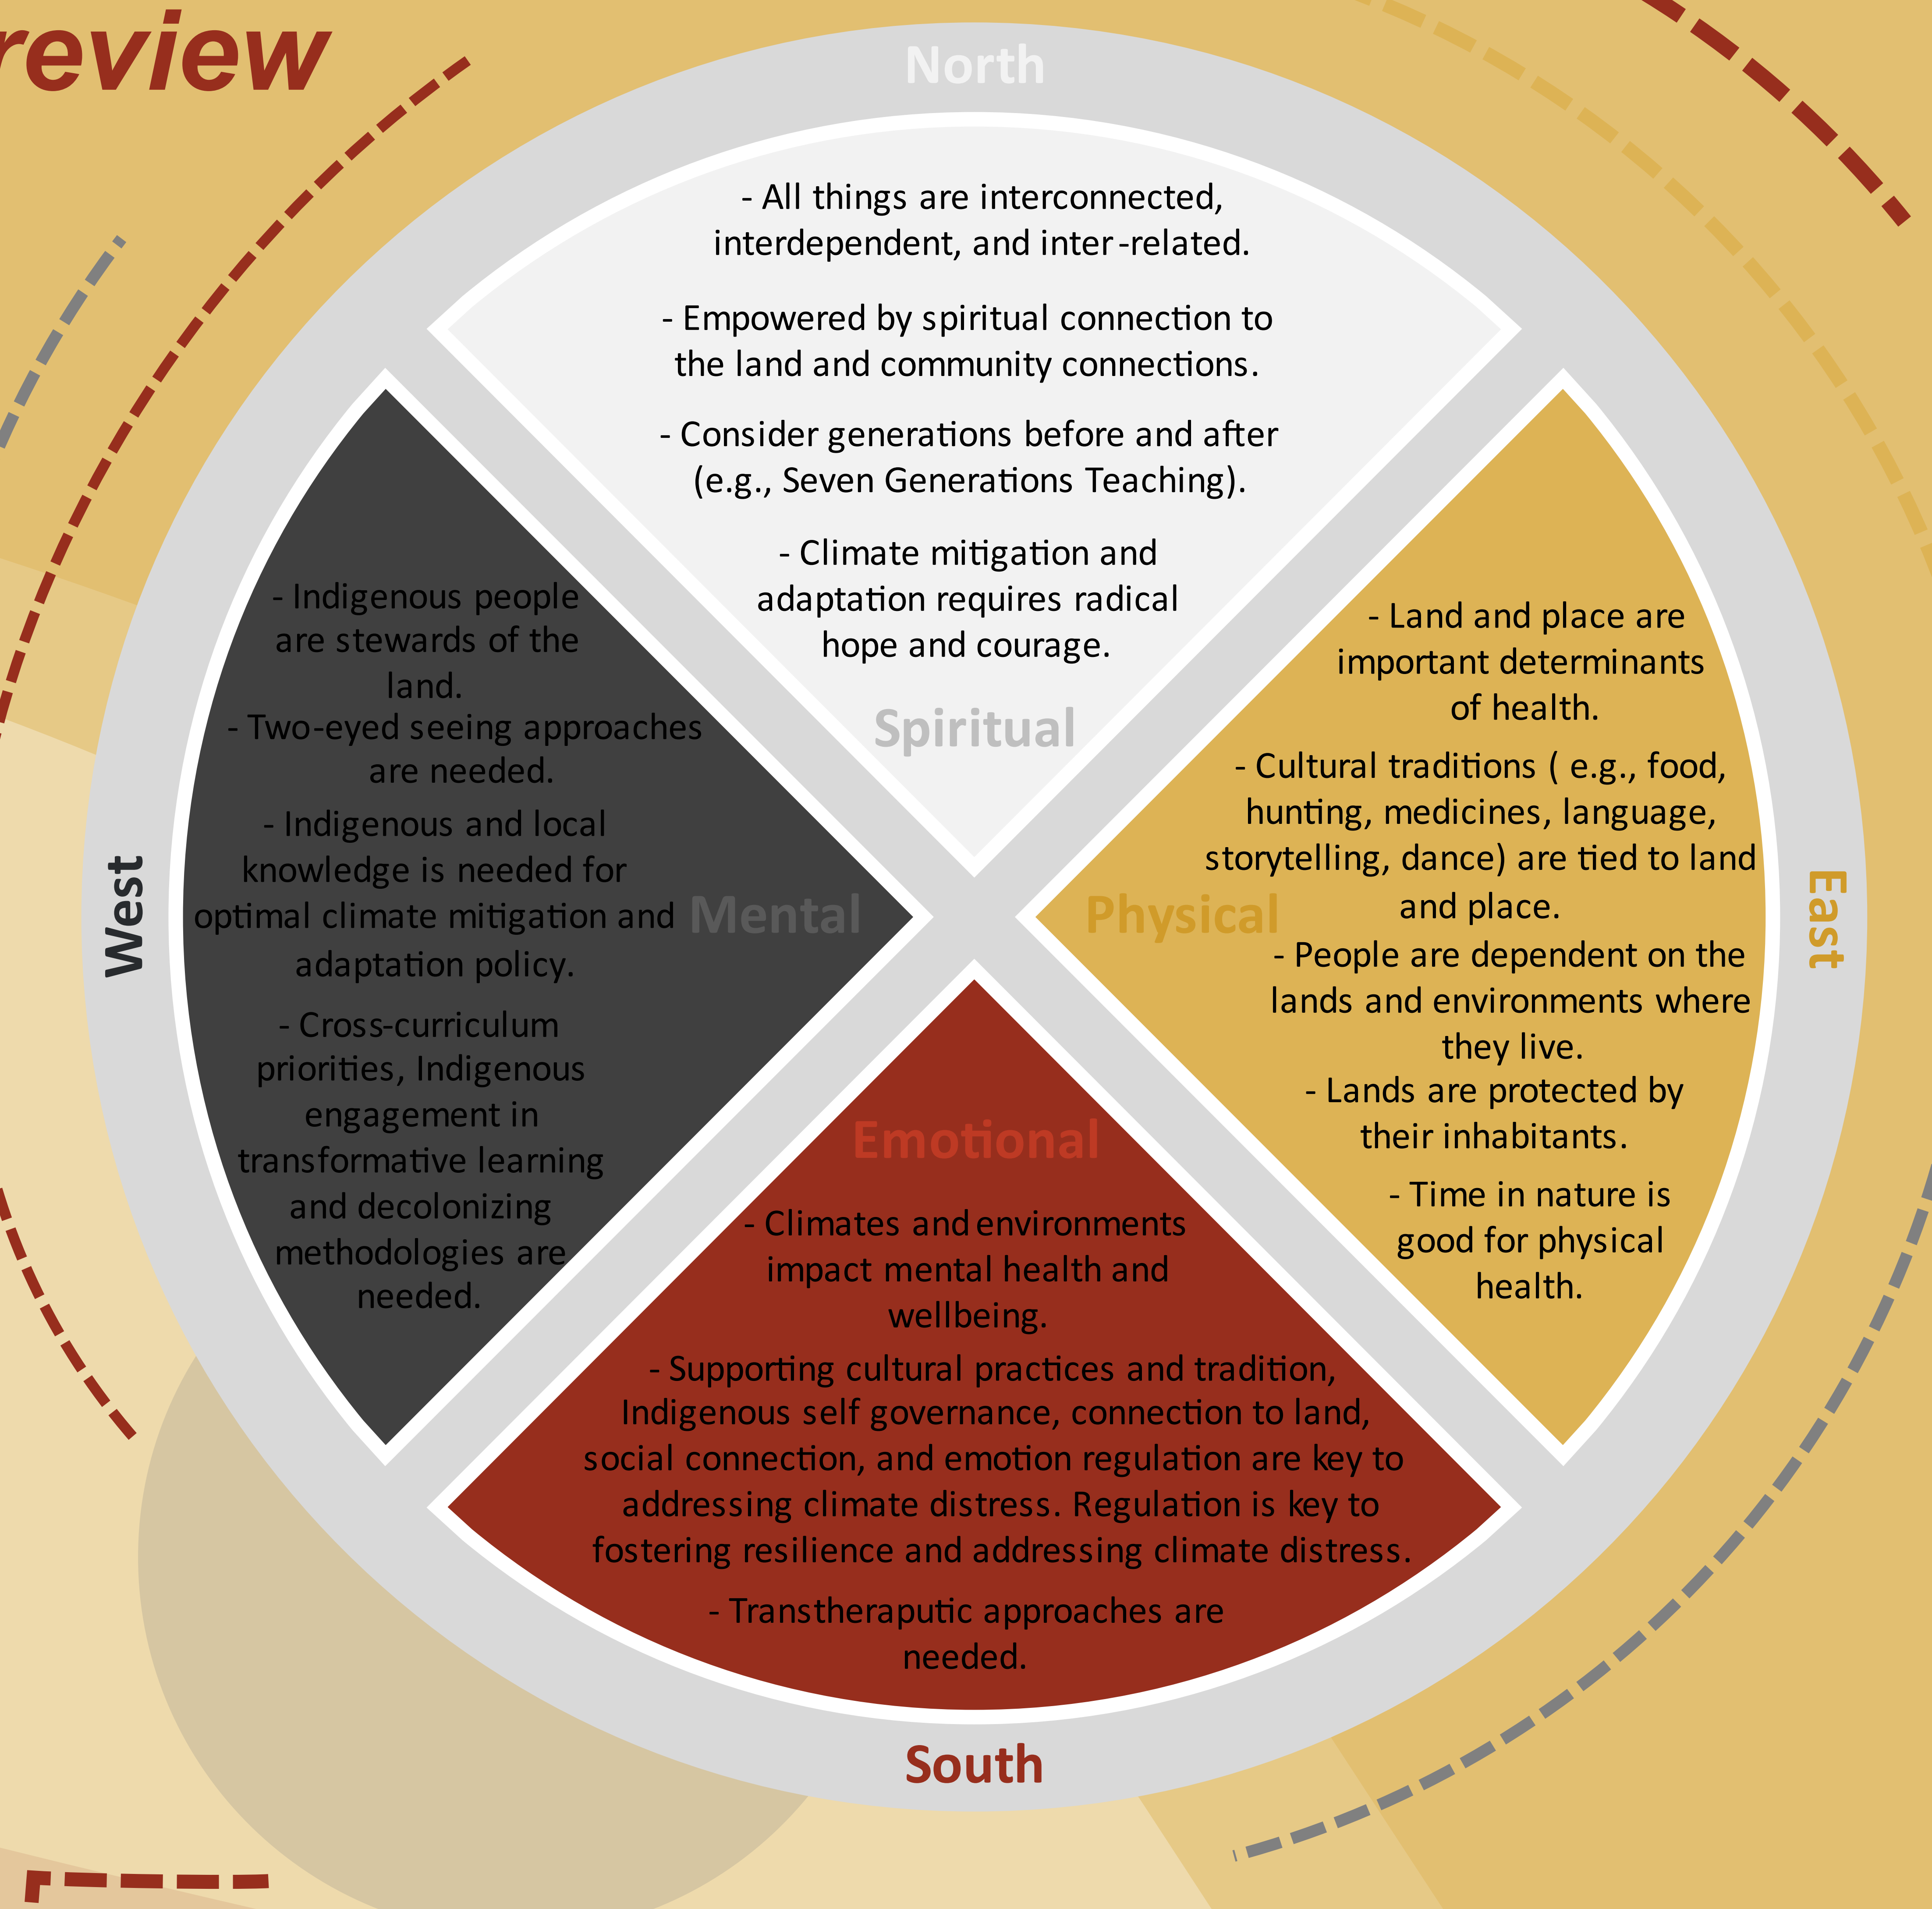 review
North
- All things are interconnected,
interdependent, and inter-related.
- Empowered by spiritual connection to
the land and community connections.
- Consider generations before and after
(e.g., Seven Generations Teaching).
- Climate mitigation and
adaptation requires radical
hope and courage.
Spiritual
West
- Indigenous people
are stewards of the
land.
- Two-eyed seeing approaches
are needed.
- Indigenous and local
knowledge is needed for
optimal climate mitigation and
adaptation policy.
- Cross-curriculum
priorities, Indigenous
engagement in
transformative learning
and decolonizing
methodologies are
needed.
Mental
Physical
- Land and place are
important determinants
of health.
- Cultural traditions ( e.g., food,
hunting, medicines, language,
storytelling, dance) are tied to land
and place.
- People are dependent on the
lands and environments where
they live.
- Lands are protected by
their inhabitants.
- Time in nature is
good for physical
health.
East
Emotional
- Climates and environments
impact mental health and
wellbeing.
- Supporting cultural practices and tradition,
Indigenous self governance, connection to land,
social connection, and emotion regulation are key to
addressing climate distress. Regulation is key to
fostering resilience and addressing climate distress.
- Transtheraputic approaches are
needed.
South